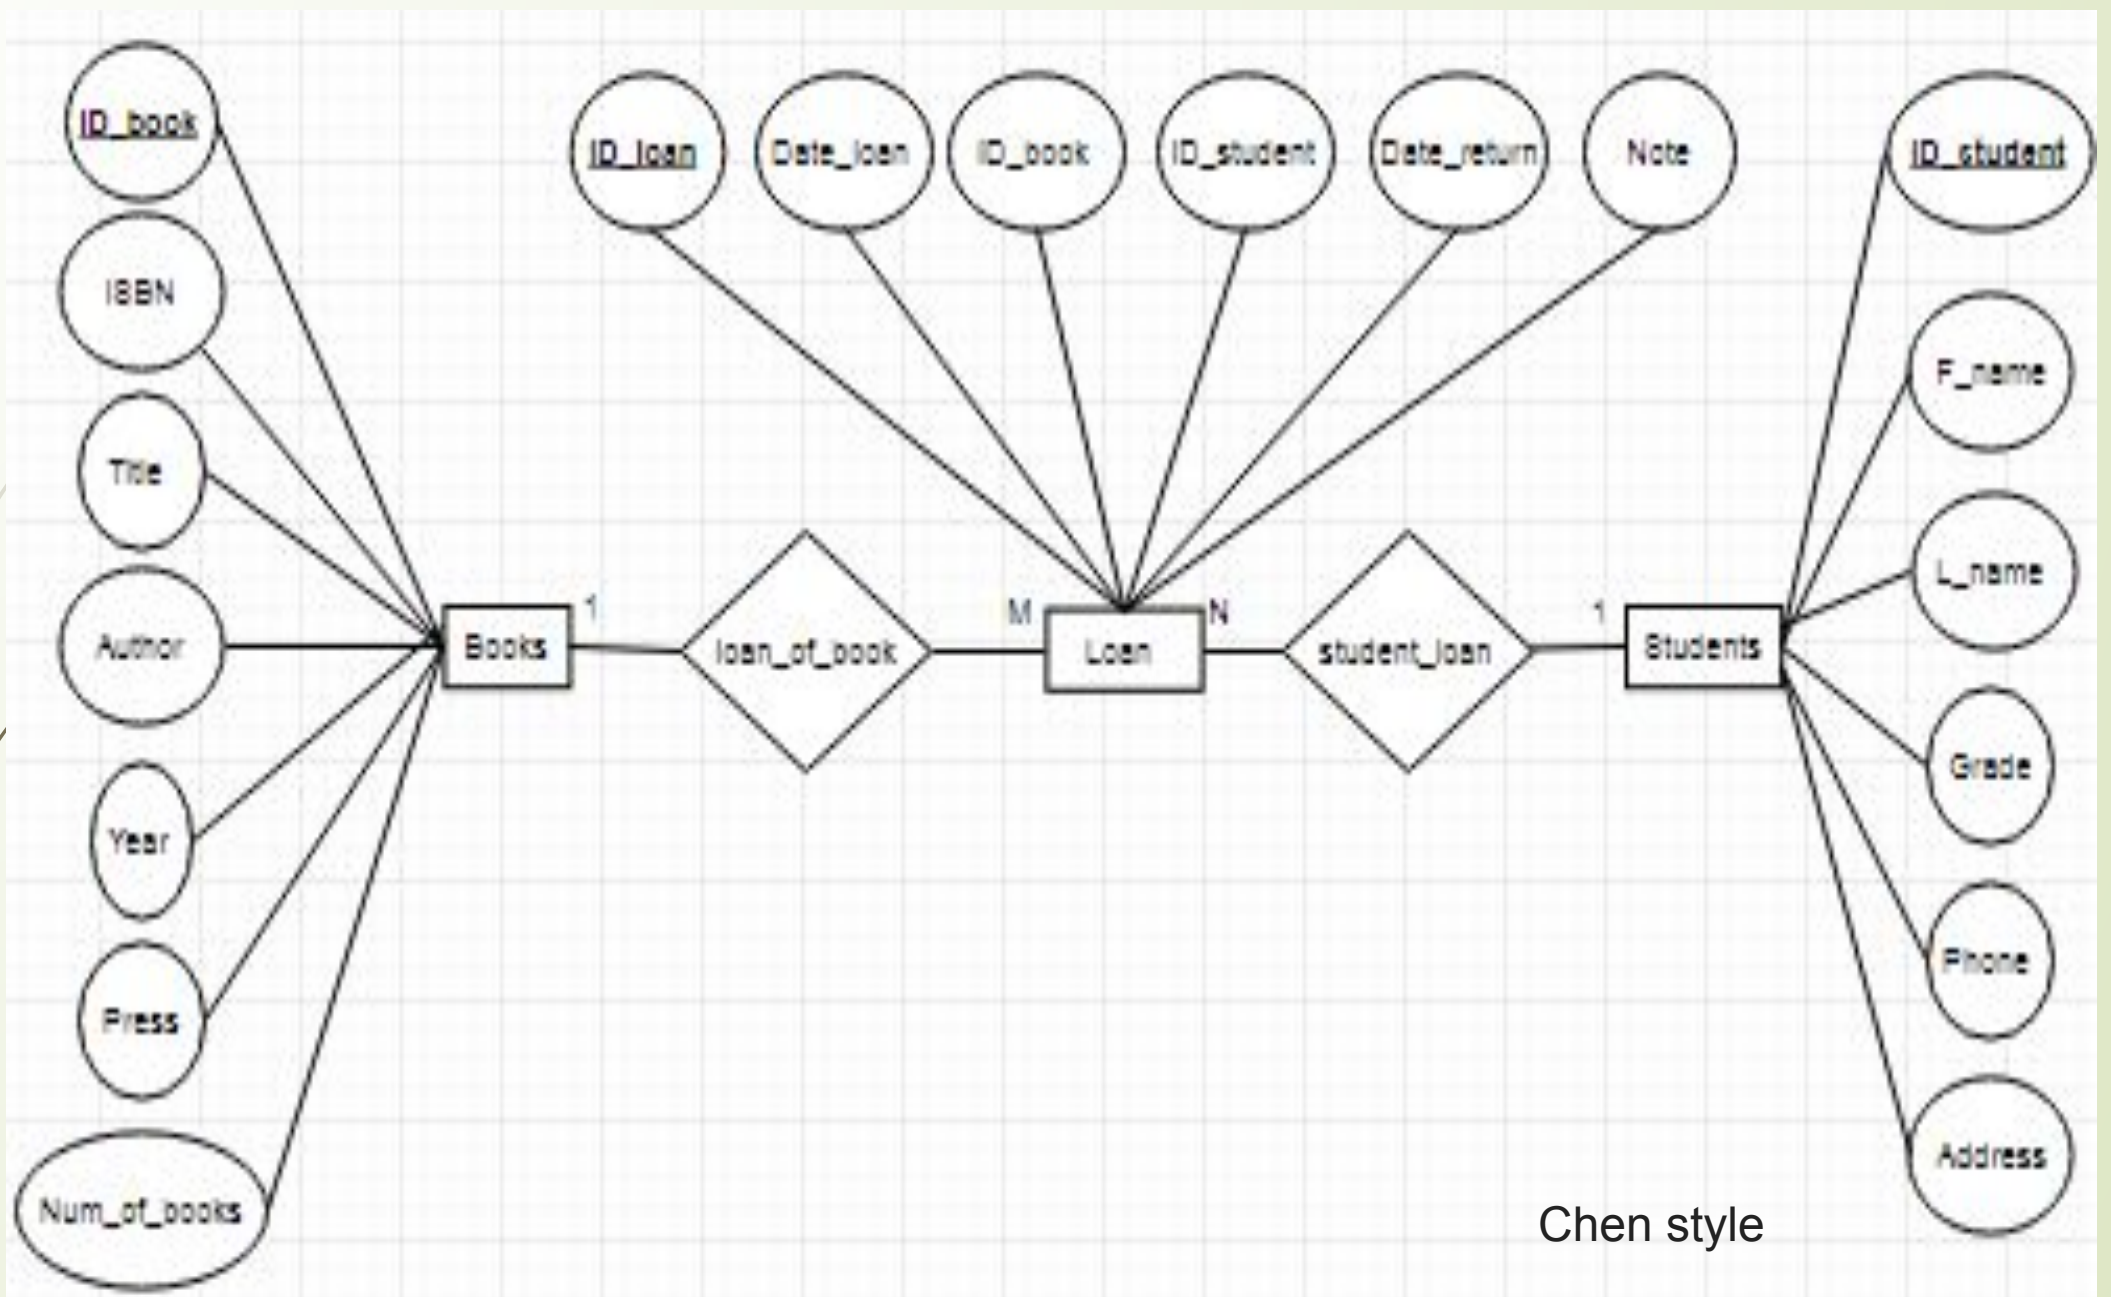 ID_book
ISBN
Title
Author
Year
Press
Num_of_books
ID_loan
Date_loan
ID_book
ID_student
Date_return
Note
ID_student
F_name
L_name
Grade
Phone
Address
Books
1
loan_of_book
M
Loan
N
student_loan
1
Students
Chen style